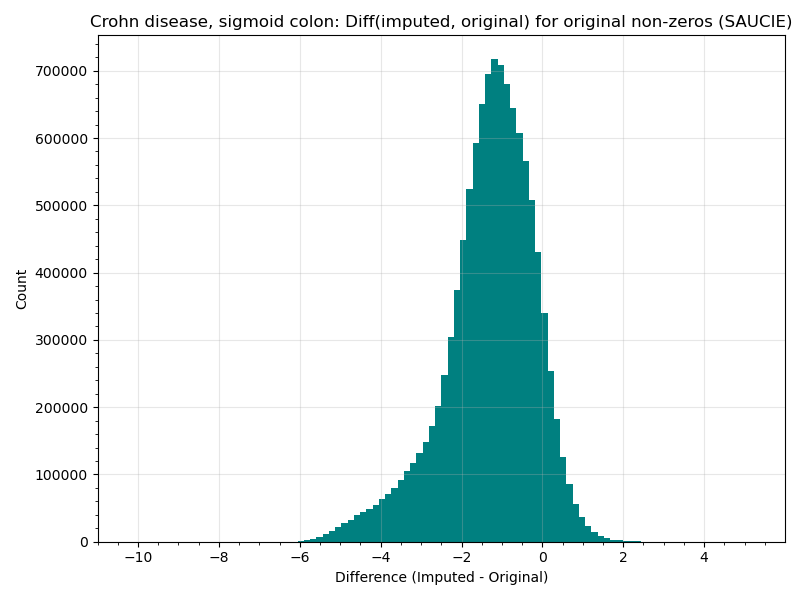 Crohn disease, sigmoid colon: Diff(imputed, original) for original non-zeros (SAUCIE)
700000
600000
500000
400000
300000
200000
100000
0
Count
−10 −8 −6 −4 −2 0 2 4
Difference (Imputed - Original)